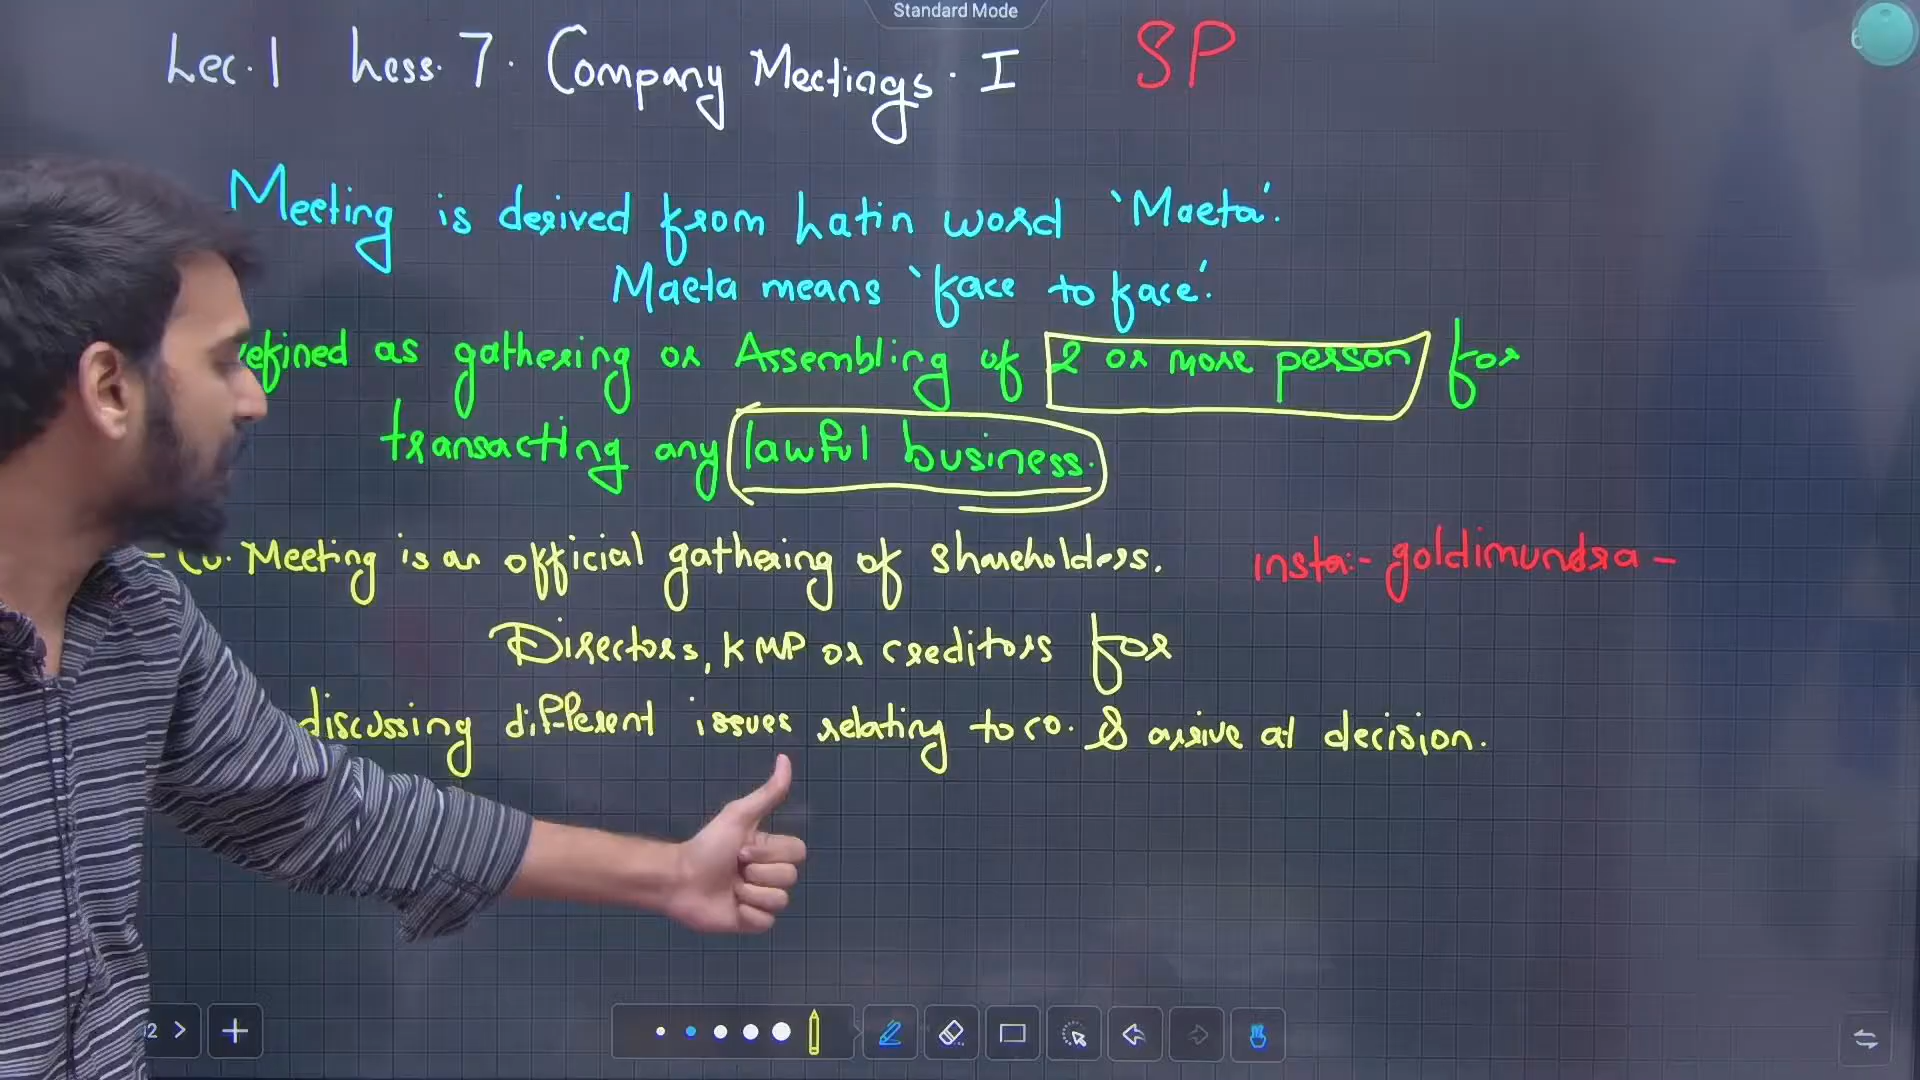 Standard Mode
Lec. 1 Less. 7. Company Meetings. I SP
Meeting is derived from Latin word 'Maeta'.
Maeta means 'face to face'.
efined as gathering or Assembling of 2 or more person for
transacting any lawful business.
- Co. Meeting is an official gathering of shareholders. insta:- goldimundra -
Directors, KMP or creditors for
discussing different issues relating to co. & arrive at decision.
02